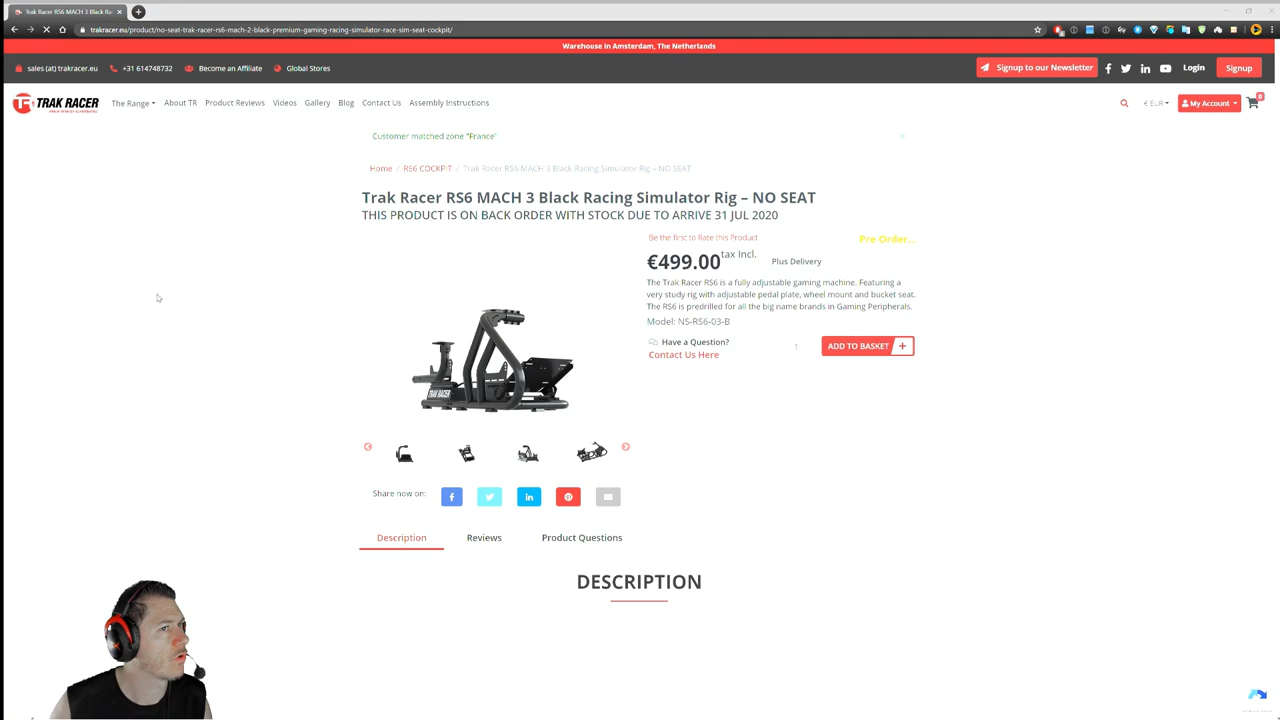 Trak Racer RS6 MACH 3 Black Ra
trakracer.eu/product/no-seat-trak-racer-rs6-mach-2-black-premium-gaming-racing-simulator-race-sim-seat-cockpit/
Warehouse in Amsterdam, The Netherlands
sales (at) trakracer.eu +31 614748732 Become an Affiliate Global Stores Signup to our Newsletter Login Signup
TRAK RACER The Range About TR Product Reviews Videos Gallery Blog Contact Us Assembly Instructions € EUR My Account 0
Customer matched zone "France" ×
Home / RS6 COCKPIT / Trak Racer RS6 MACH 3 Black Racing Simulator Rig – NO SEAT
Trak Racer RS6 MACH 3 Black Racing Simulator Rig – NO SEAT
THIS PRODUCT IS ON BACK ORDER WITH STOCK DUE TO ARRIVE 31 JUL 2020
Be the first to Rate this Product Pre Order...
€499.00 tax Incl. Plus Delivery
The Trak Racer RS6 is a fully adjustable gaming machine. Featuring a
very study rig with adjustable pedal plate, wheel mount and bucket seat.
The RS6 is predrilled for all the big name brands in Gaming Peripherals.
Model: NS-RS6-03-B
Have a Question? 1 ADD TO BASKET +
Contact Us Here
TRAK RACER
Share now on:
Description Reviews Product Questions
DESCRIPTION